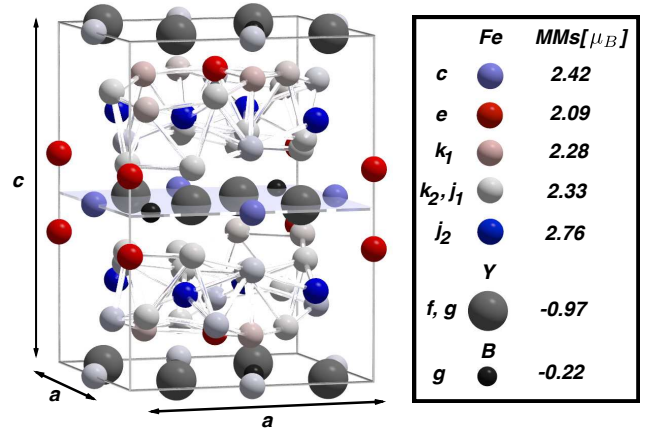 c
a
a
Fe MMs[μ_B]
c 2.42
e 2.09
k₁ 2.28
k₂, j₁ 2.33
j₂ 2.76
Y
f, g -0.97
B
g -0.22